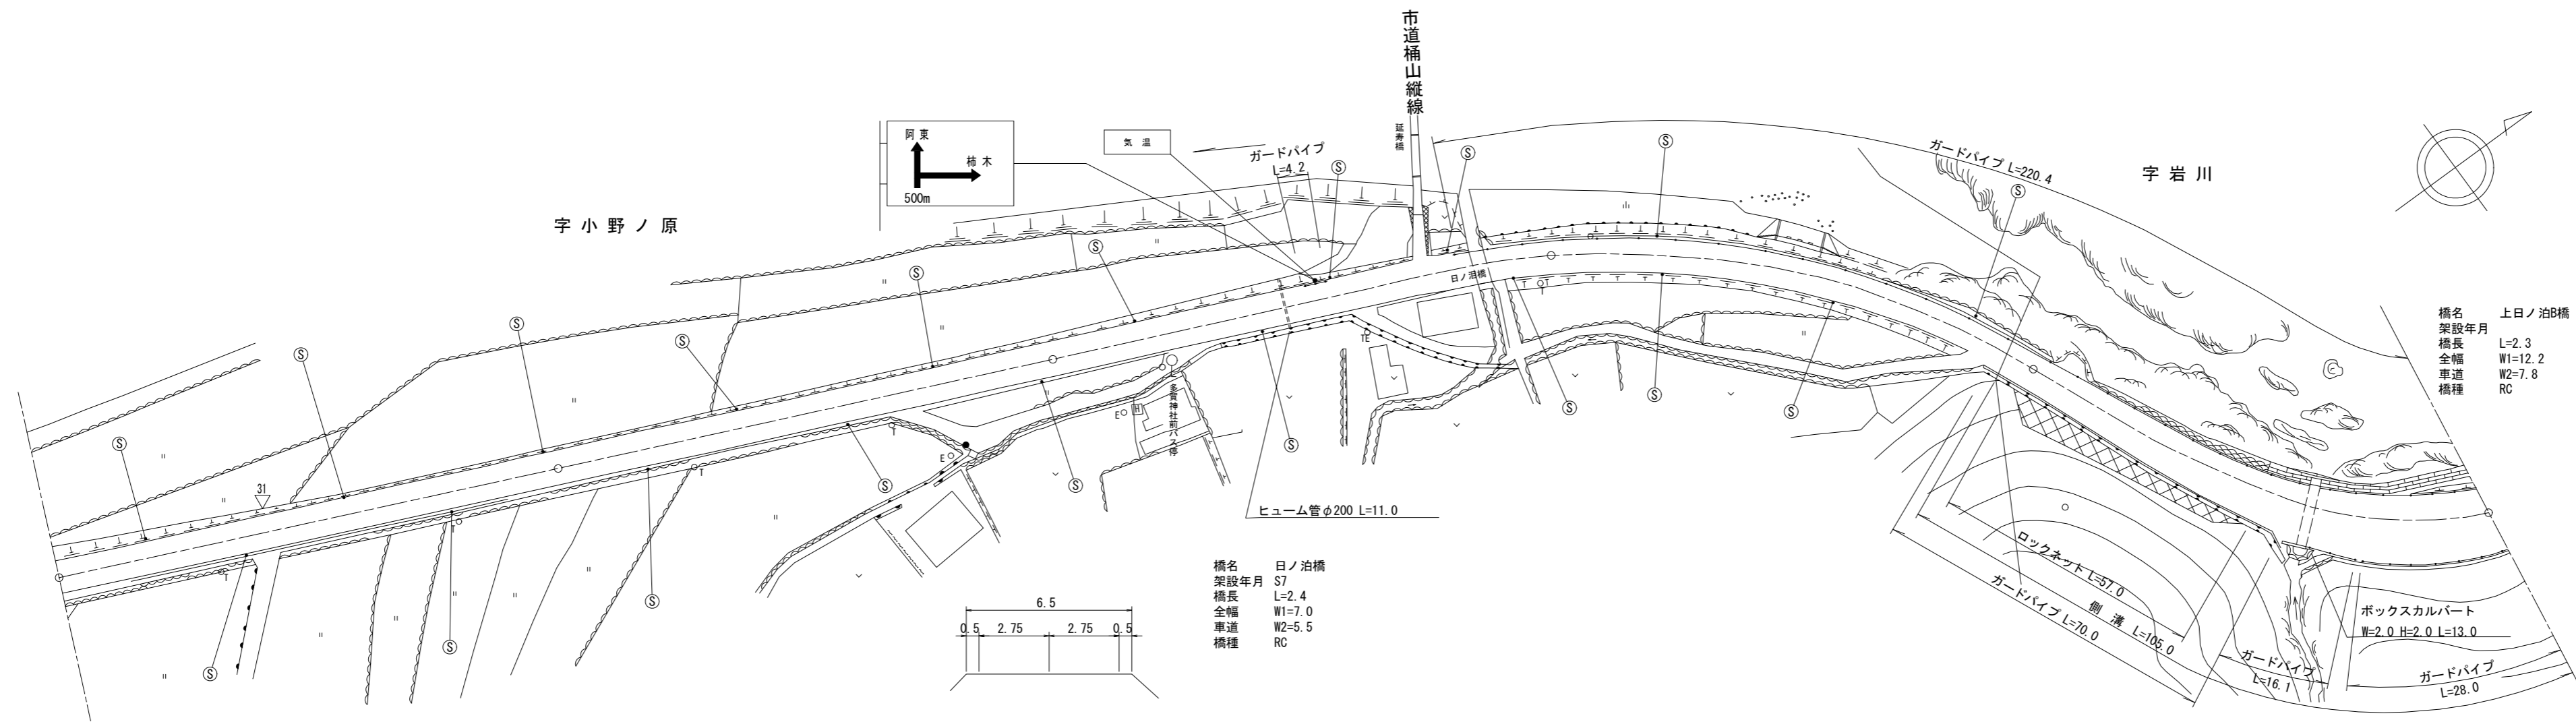 市道桶山縦線
延寿橋
阿東
柿木
500m
気温
ガードパイプ
L=4.2
字小野ノ原
ガードパイプ L=220.4
字岩川
日ノ泊橋
橋名 上日ノ泊B橋
架設年月
橋長 L=2.3
全幅 W1=12.2
車道 W2=7.8
橋種 RC
Ⓢ
Ⓢ
Ⓢ
Ⓢ
Ⓢ
Ⓢ
Ⓢ
Ⓢ
Ⓢ
Ⓢ
Ⓢ
31
T
T
T
T
T
TE
E
E
H
多賀神社前バス停
Ⓢ
Ⓢ
Ⓢ
Ⓢ
Ⓢ
Ⓢ
Ⓢ
Ⓢ
Ⓢ
ヒューム管φ200 L=11.0
橋名 日ノ泊橋
架設年月 S7
橋長 L=2.4
全幅 W1=7.0
車道 W2=5.5
橋種 RC
6.5
0.5 2.75 2.75 0.5
ロックネット L=57.0
側溝 L=105.0
ガードパイプ L=70.0
ボックスカルバート
W=2.0 H=2.0 L=13.0
ガードパイプ
L=16.1
ガードパイプ
L=28.0